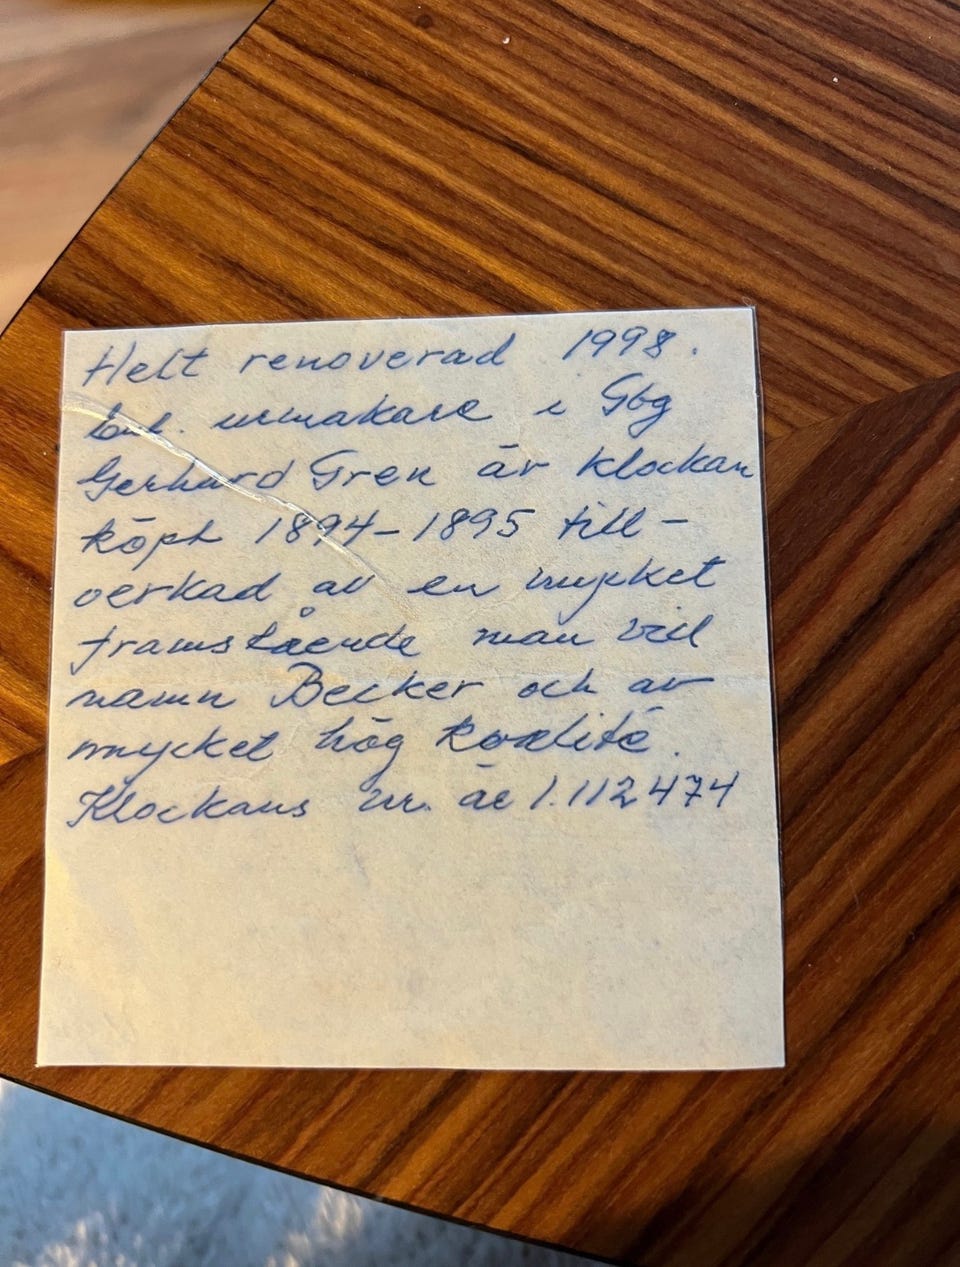 Helt renoverad 1998.
Enl. urmakare i Gbg
Gerhard Gren är klockan
köpt 1894-1895 till-
verkad av en mycket
framstående man vid
namn Becker och av
mycket hög kvalité.
Klockans nr. är 1.112474